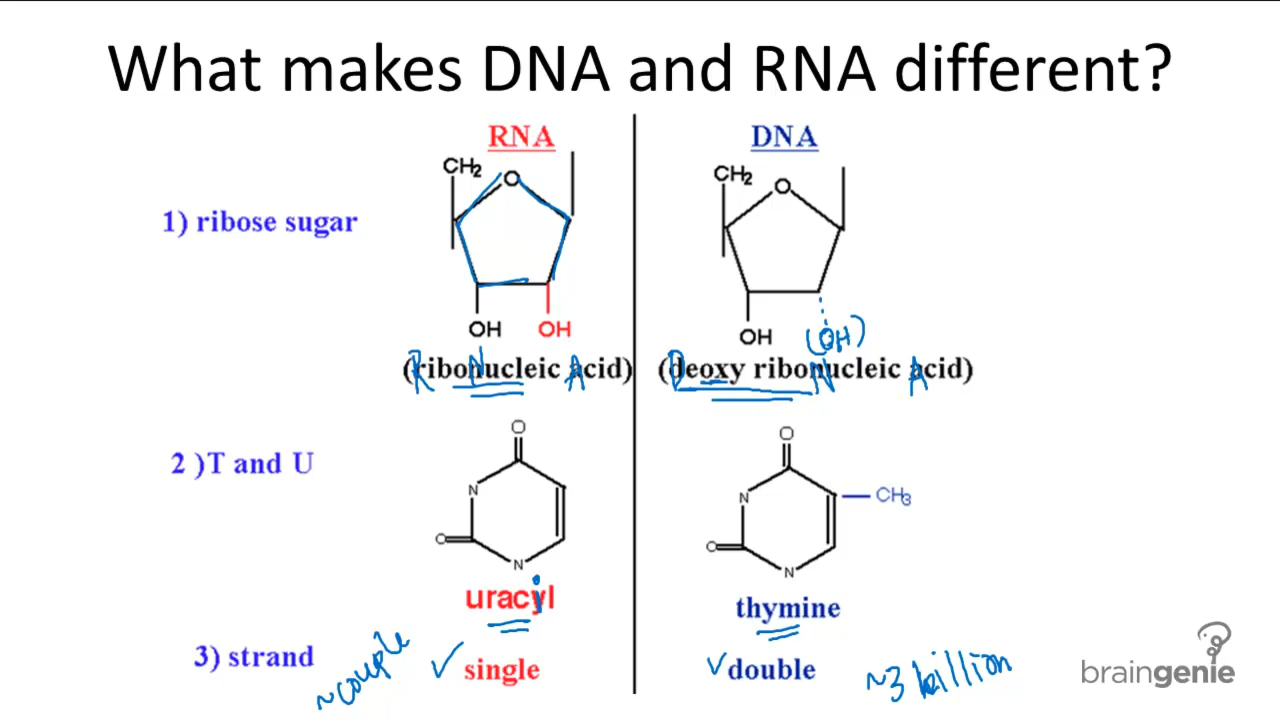 What makes DNA and RNA different?
RNA
DNA
1) ribose sugar
CH2
O
OH
OH
CH2
O
OH
(OH)
(ribonucleic acid)
R N A
(deoxy ribonucleic acid)
D N A
2 )T and U
O
N
O
N
O
N
O
N
CH3
uracyl
i
thymine
3) strand
~couple
✓ single
✓ double
~3 billion
braingenie